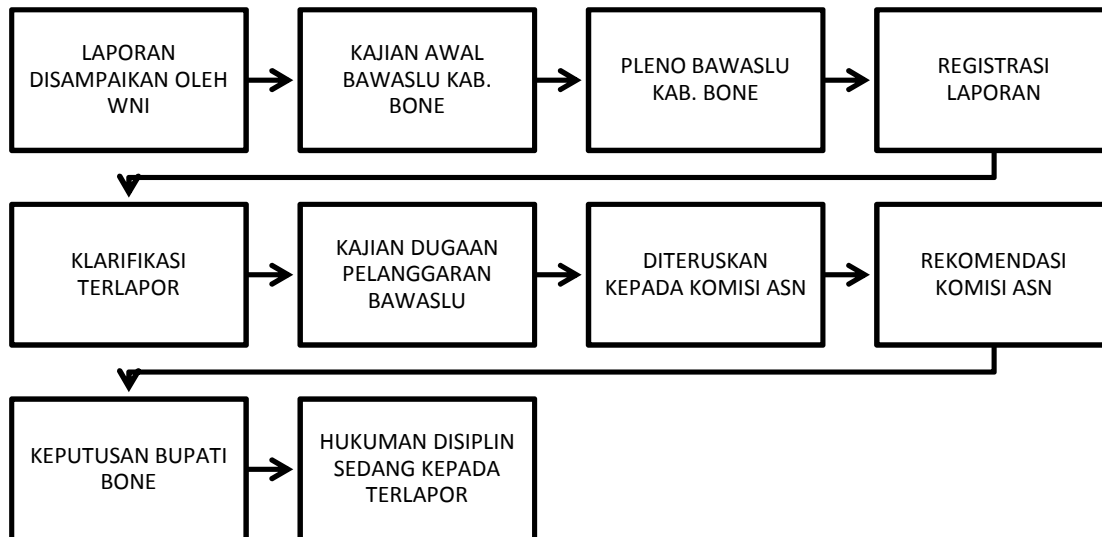 LAPORAN
DISAMPAIKAN OLEH
WNI
KAJIAN AWAL
BAWASLU KAB.
BONE
PLENO BAWASLU
KAB. BONE
REGISTRASI
LAPORAN
KLARIFIKASI
TERLAPOR
KAJIAN DUGAAN
PELANGGARAN
BAWASLU
DITERUSKAN
KEPADA KOMISI ASN
REKOMENDASI
KOMISI ASN
KEPUTUSAN BUPATI
BONE
HUKUMAN DISIPLIN
SEDANG KEPADA
TERLAPOR